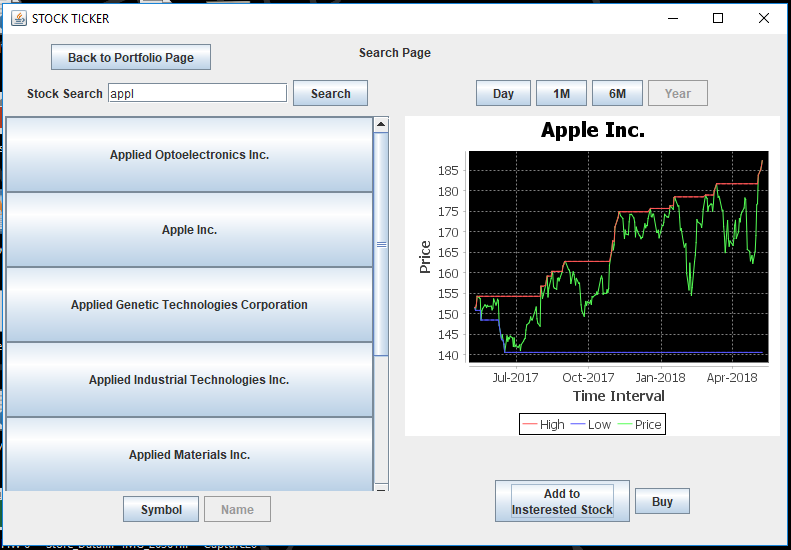 STOCK TICKER
Back to Portfolio Page
Search Page
Stock Search appl Search
Day 1M 6M Year
Applied Optoelectronics Inc.
Apple Inc.
Applied Genetic Technologies Corporation
Applied Industrial Technologies Inc.
Applied Materials Inc.
Symbol Name
Apple Inc.
Price
185
180
175
170
165
160
155
150
145
140
Jul-2017 Oct-2017 Jan-2018 Apr-2018
Time Interval
High Low Price
Add to
Insterested Stock
Buy